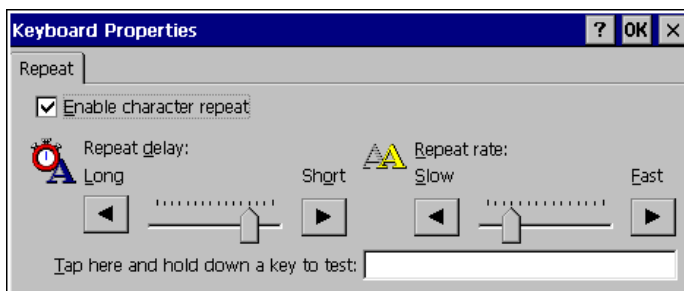 Keyboard Properties ? OK ×
Repeat
Enable character repeat
Repeat delay: Repeat rate:
Long Short Slow Fast
Tap here and hold down a key to test: